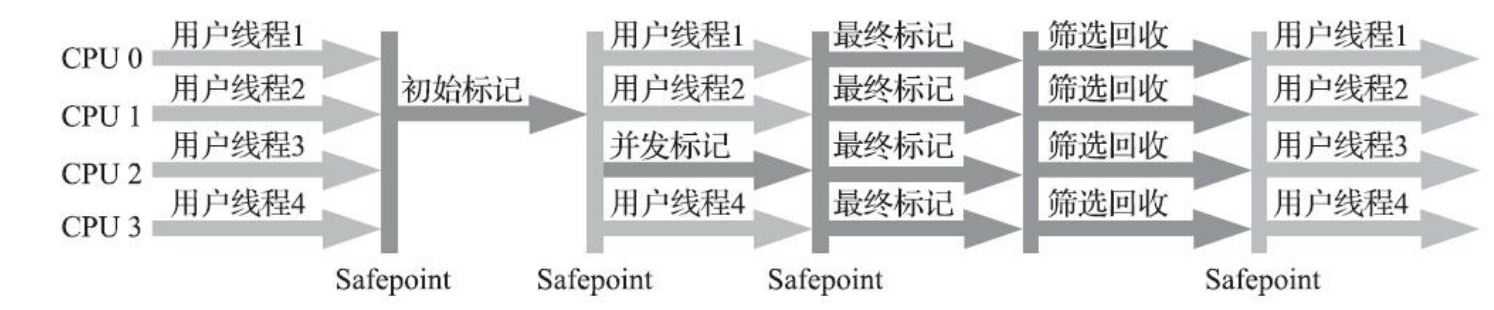 用户线程1 用户线程1 最终标记 筛选回收 用户线程1
CPU 0
用户线程2 初始标记 用户线程2 最终标记 筛选回收 用户线程2
CPU 1
用户线程3 并发标记 最终标记 筛选回收 用户线程3
CPU 2
用户线程4 用户线程4 最终标记 筛选回收 用户线程4
CPU 3
Safepoint Safepoint Safepoint Safepoint